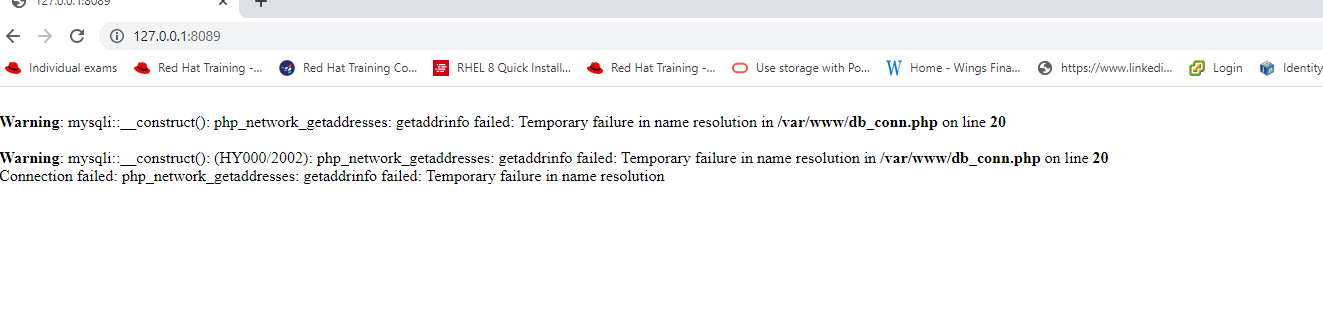 127.0.0.1:8089
127.0.0.1:8089
Individual exams Red Hat Training -... Red Hat Training Co... RHEL 8 Quick Install... Red Hat Training -... Use storage with Po... W Home - Wings Fina... https://www.linkedi... Login Identity
Warning: mysqli::__construct(): php_network_getaddresses: getaddrinfo failed: Temporary failure in name resolution in /var/www/db_conn.php on line 20
Warning: mysqli::__construct(): (HY000/2002): php_network_getaddresses: getaddrinfo failed: Temporary failure in name resolution in /var/www/db_conn.php on line 20
Connection failed: php_network_getaddresses: getaddrinfo failed: Temporary failure in name resolution